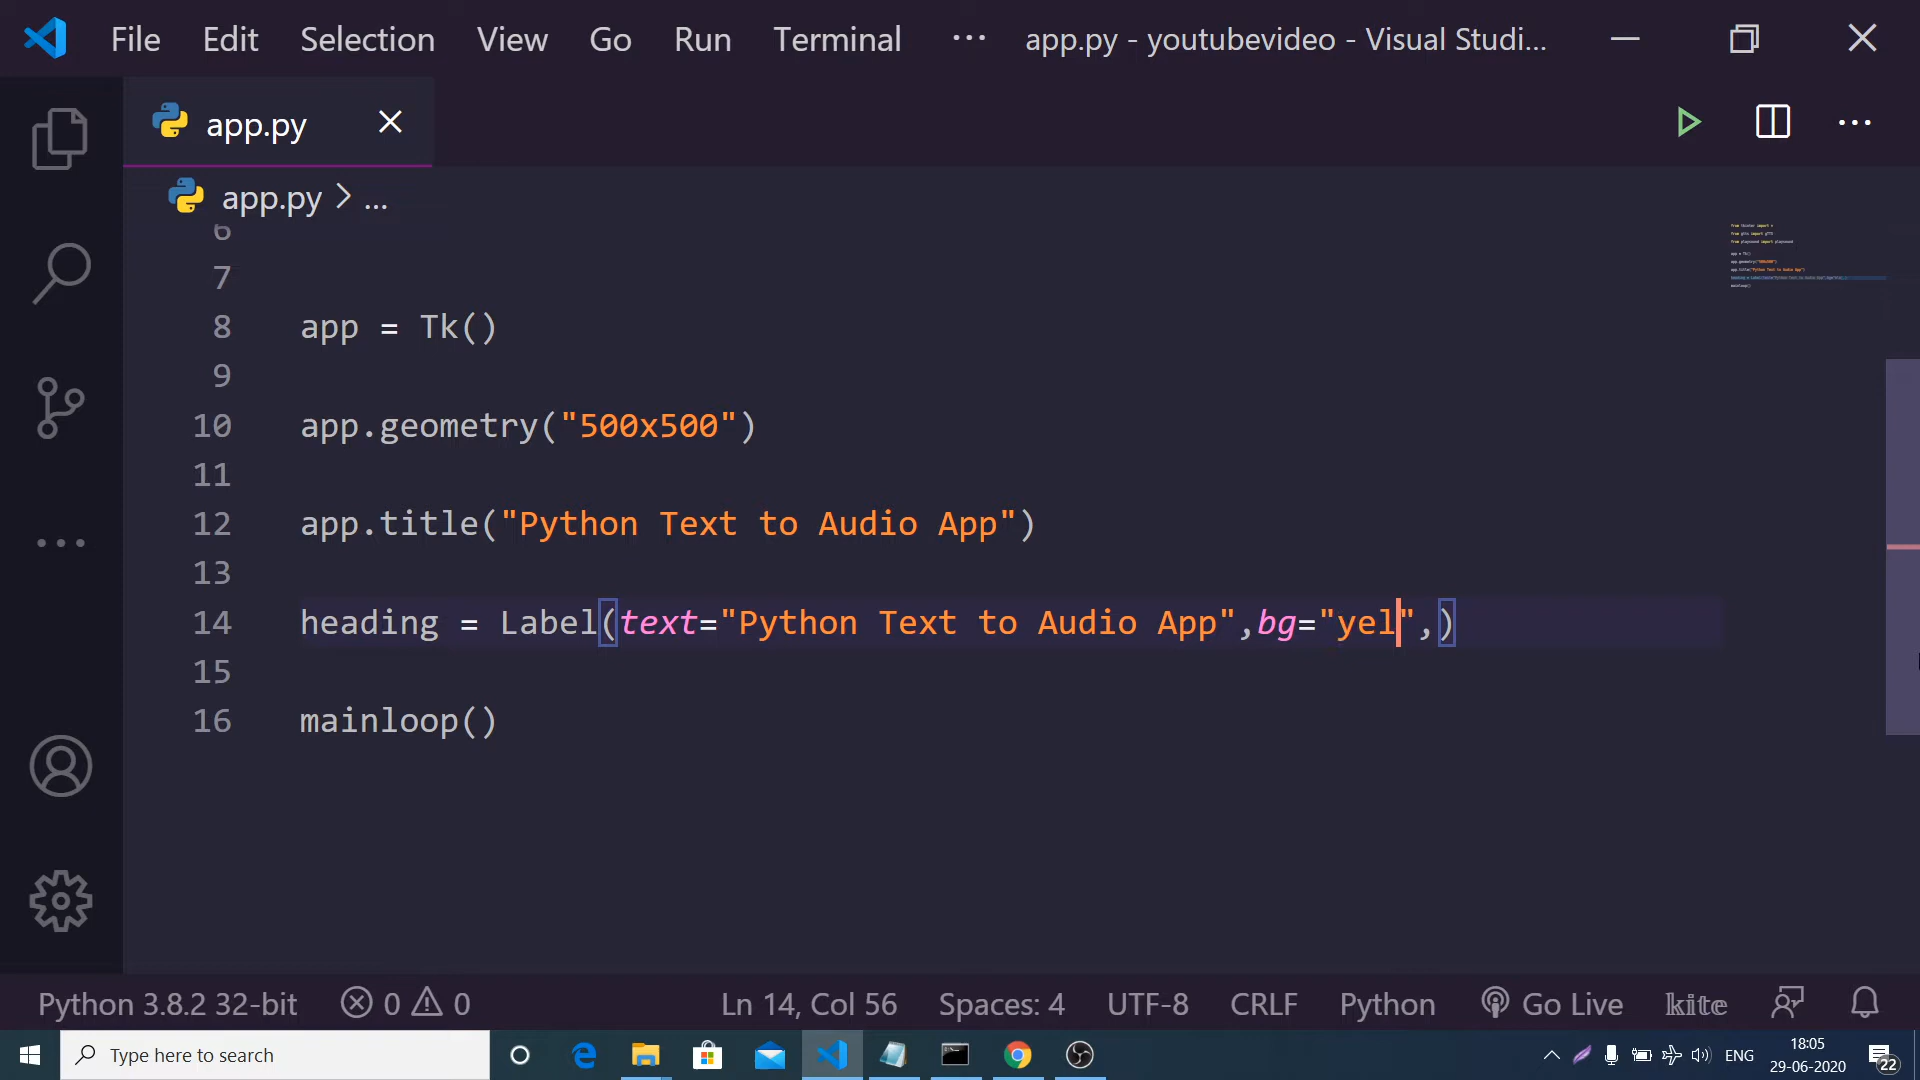 File Edit Selection View Go Run Terminal ··· app.py - youtubevideo - Visual Studi...
app.py
app.py > ...
6
7
8 app = Tk()
9
10 app.geometry("500x500")
11
12 app.title("Python Text to Audio App")
13
14 heading = Label(text="Python Text to Audio App",bg="yel",)
15
16 mainloop()
Python 3.8.2 32-bit 0 0 Ln 14, Col 56 Spaces: 4 UTF-8 CRLF Python Go Live kite
Type here to search ENG 18:05
29-06-2020 22